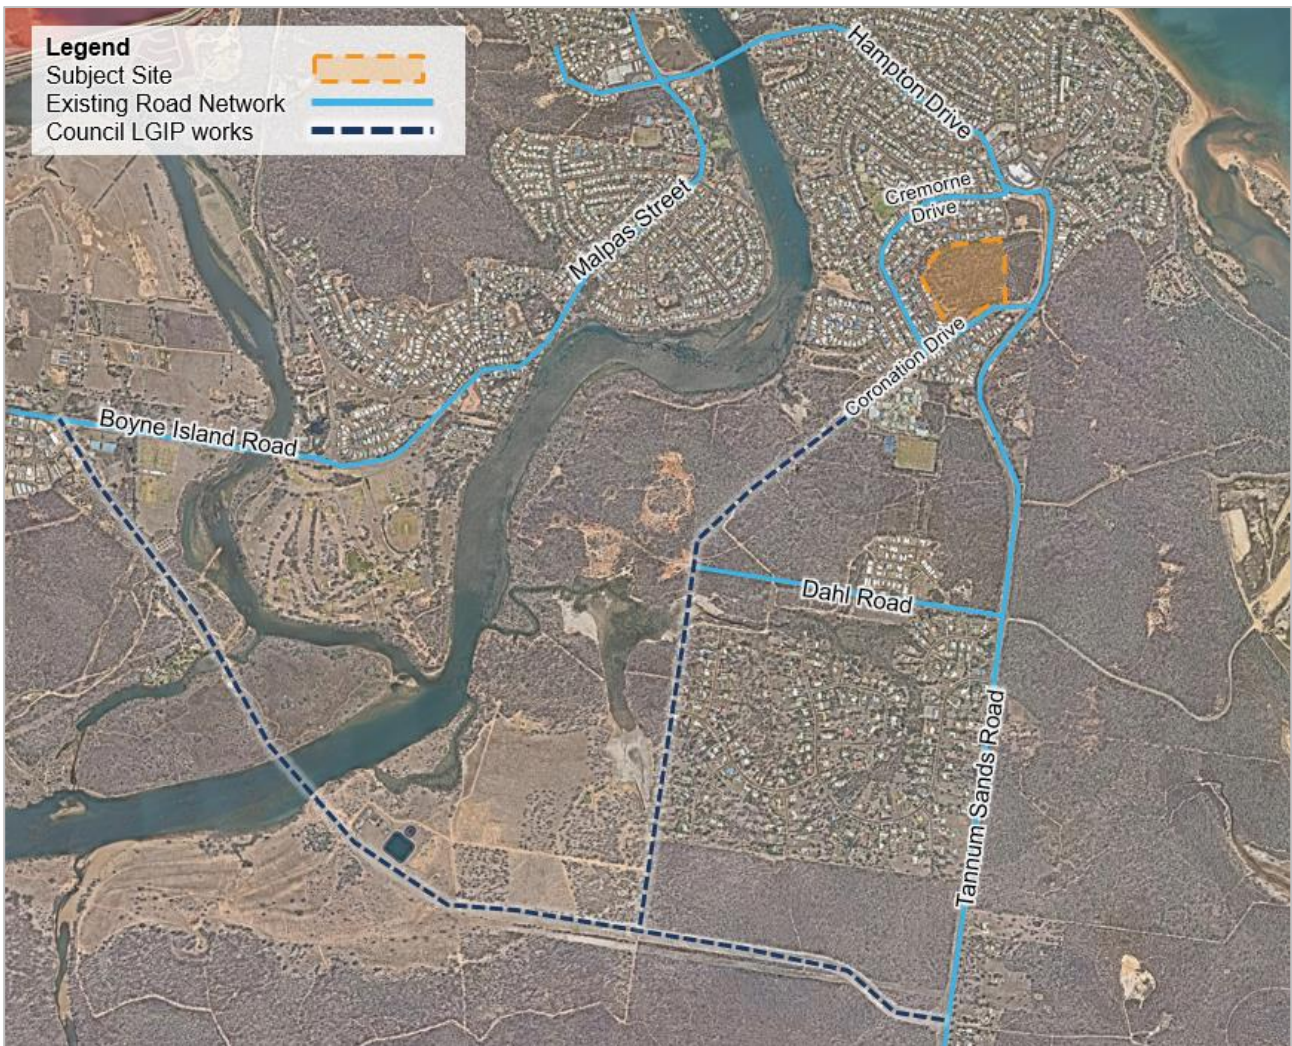 Legend
Subject Site
Existing Road Network
Council LGIP works
Hampton Drive
Cremorne
Drive
Malpas Street
Coronation Drive
Boyne Island Road
Dahl Road
Tannum Sands Road